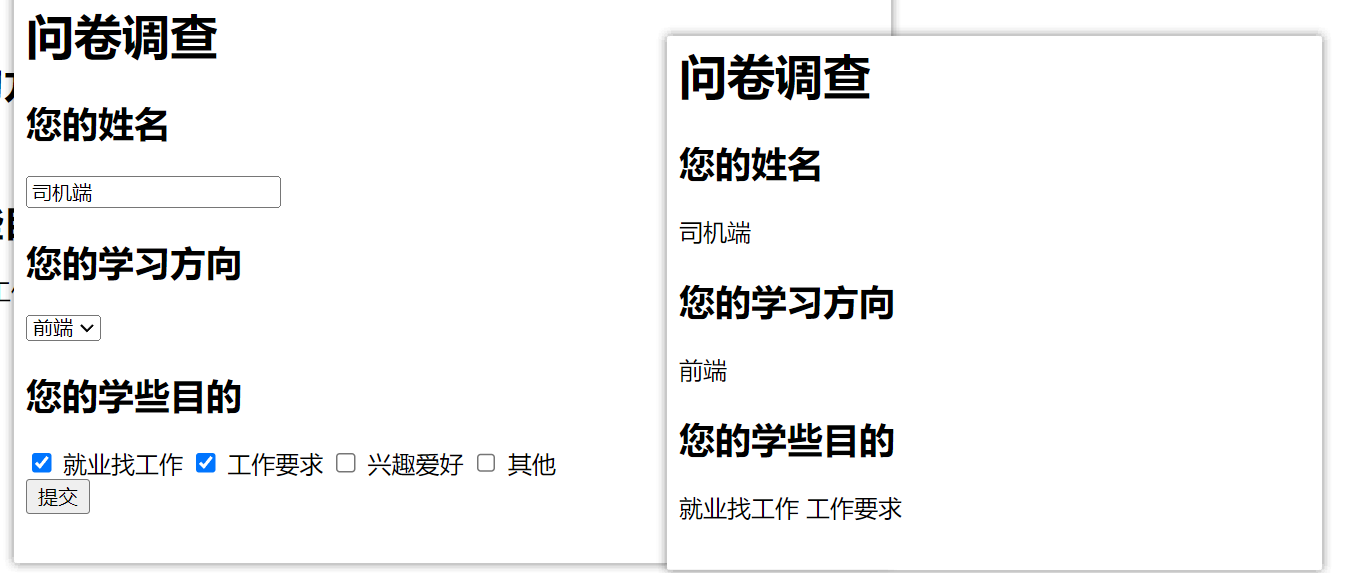 问卷调查
您的姓名
司机端
您的学习方向
前端
您的学些目的
就业找工作 工作要求 兴趣爱好 其他
提交
问卷调查
您的姓名
司机端
您的学习方向
前端
您的学些目的
就业找工作 工作要求